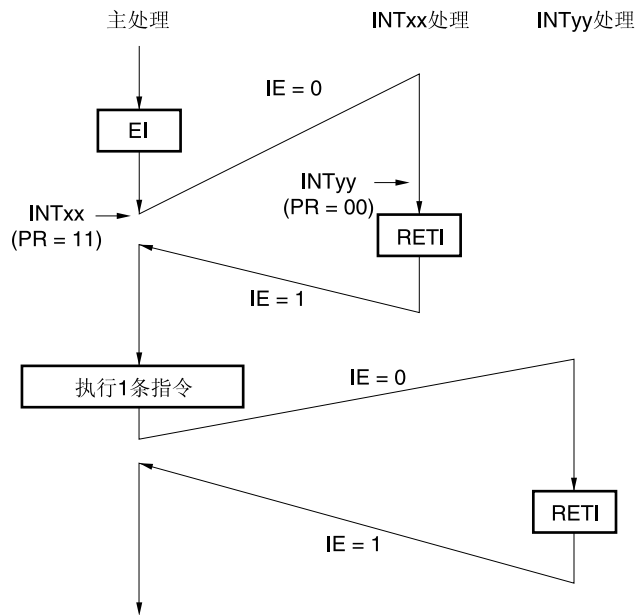 主处理
INTxx处理
INTyy处理
IE = 0
EI
INTyy
(PR = 00)
INTxx
(PR = 11)
RETI
IE = 1
IE = 0
执行1条指令
RETI
IE = 1